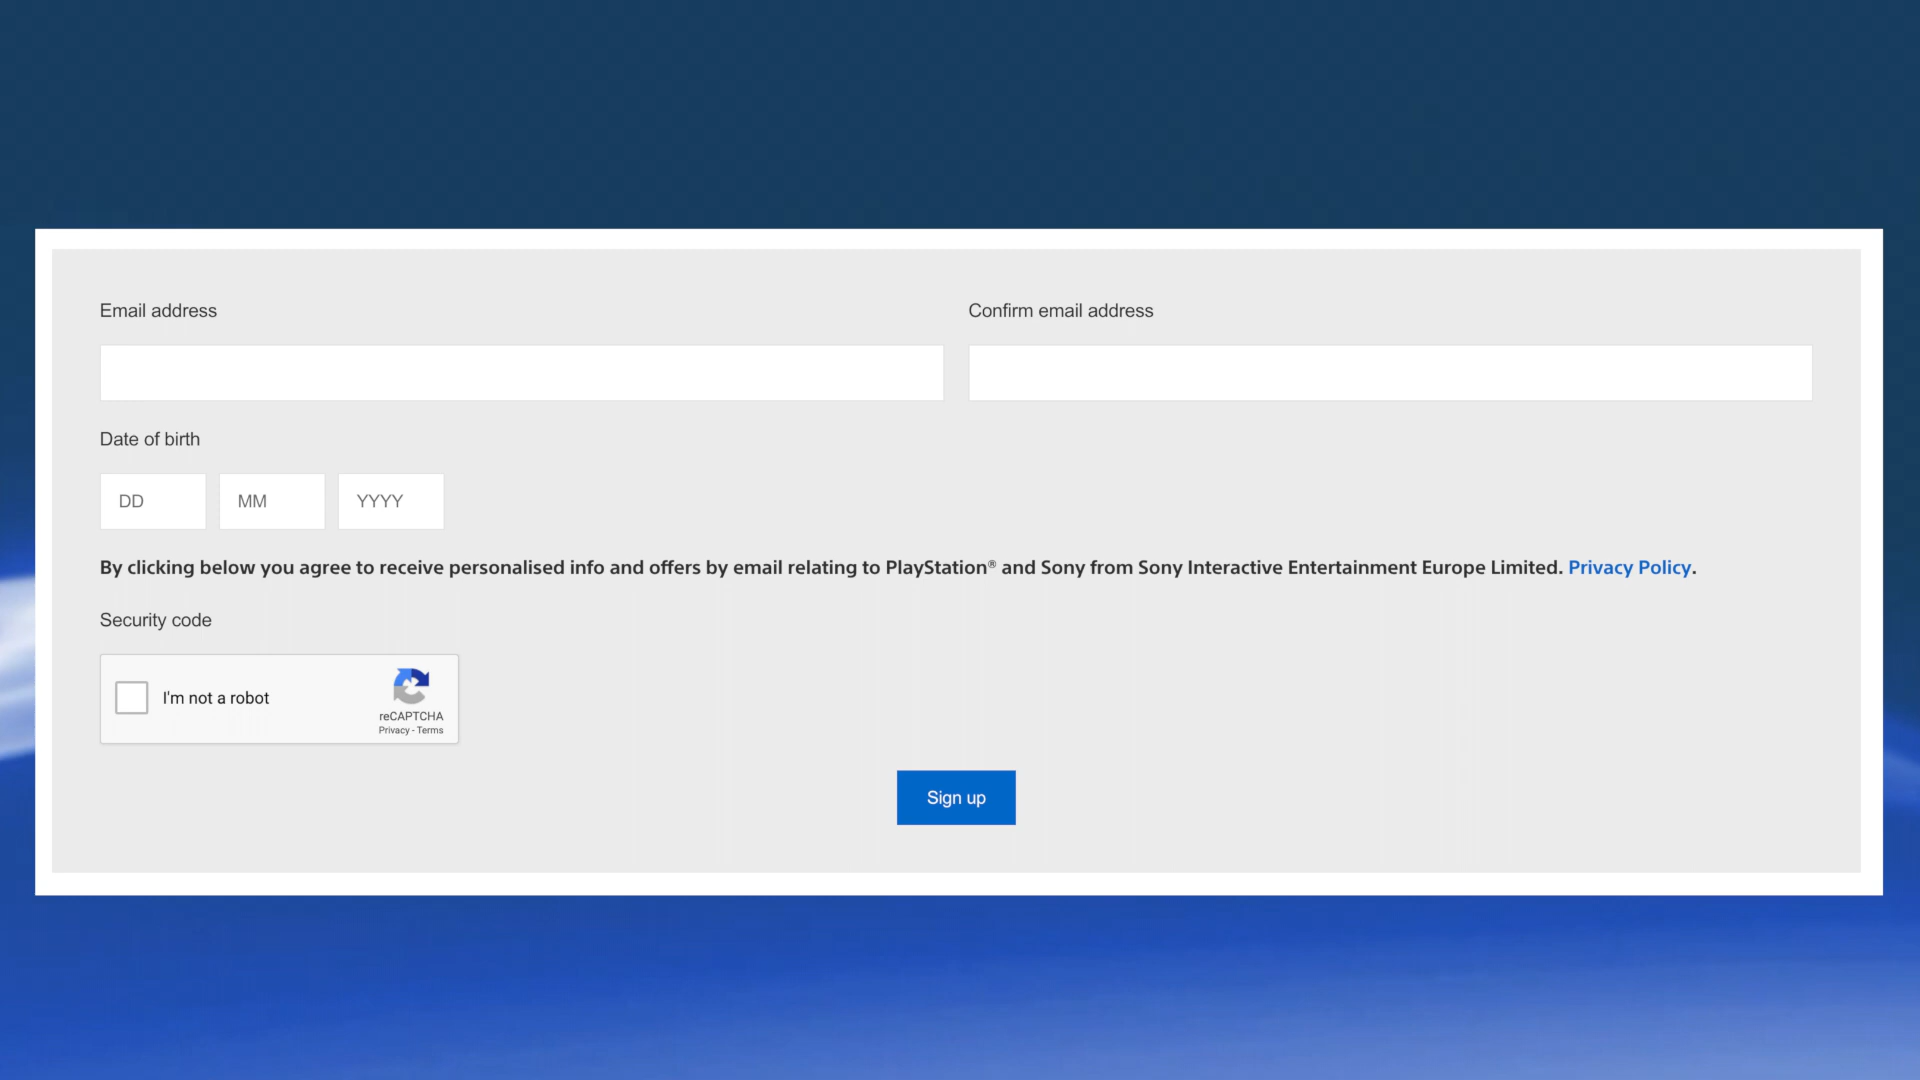 Email address
Confirm email address
Date of birth
DD MM YYYY
By clicking below you agree to receive personalised info and offers by email relating to PlayStation® and Sony from Sony Interactive Entertainment Europe Limited. Privacy Policy.
Security code
I'm not a robot
reCAPTCHA
Privacy - Terms
Sign up